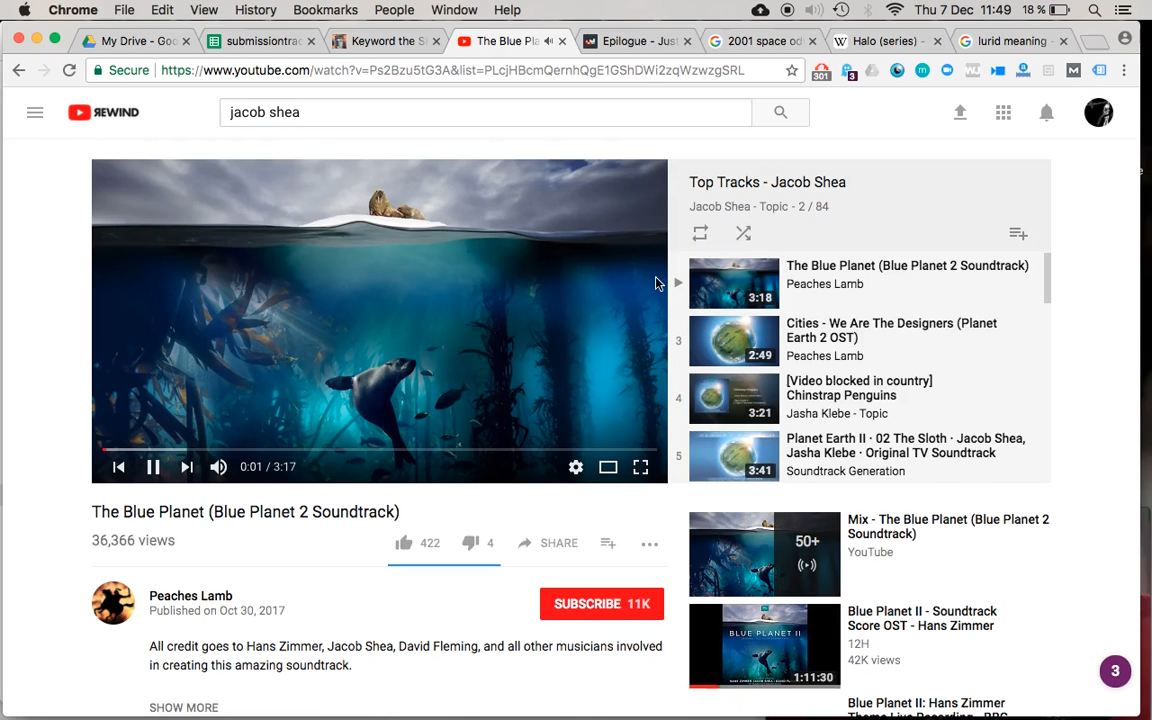 Chrome File Edit View History Bookmarks People Window Help Thu 7 Dec 11:49 18 %
My Drive - Goo submissiontrac Keyword the S The Blue Pla Epilogue - Just 2001 space od Halo (series) - lurid meaning -
Secure https://www.youtube.com/watch?v=Ps2Bzu5tG3A&list=PLcjHBcmQernhQgE1GShDWi2zqWzwzgSRL 301 3
REWIND jacob shea
Top Tracks - Jacob Shea
Jacob Shea - Topic - 2 / 84
The Blue Planet (Blue Planet 2 Soundtrack)
Peaches Lamb
3:18
3
Cities - We Are The Designers (Planet
Earth 2 OST)
Peaches Lamb
2:49
4
[Video blocked in country]
Chinstrap Penguins
Jasha Klebe - Topic
3:21
5
Planet Earth II · 02 The Sloth · Jacob Shea,
Jasha Klebe · Original TV Soundtrack
Soundtrack Generation
3:41
0:01 / 3:17
The Blue Planet (Blue Planet 2 Soundtrack)
36,366 views
422 4 SHARE
Peaches Lamb
Published on Oct 30, 2017
SUBSCRIBE 11K
All credit goes to Hans Zimmer, Jacob Shea, David Fleming, and all other musicians involved
in creating this amazing soundtrack.
SHOW MORE
50+
Mix - The Blue Planet (Blue Planet 2
Soundtrack)
YouTube
BLUE PLANET II
1:11:30
Blue Planet II - Soundtrack
Score OST - Hans Zimmer
12H
42K views
Blue Planet II: Hans Zimmer
3